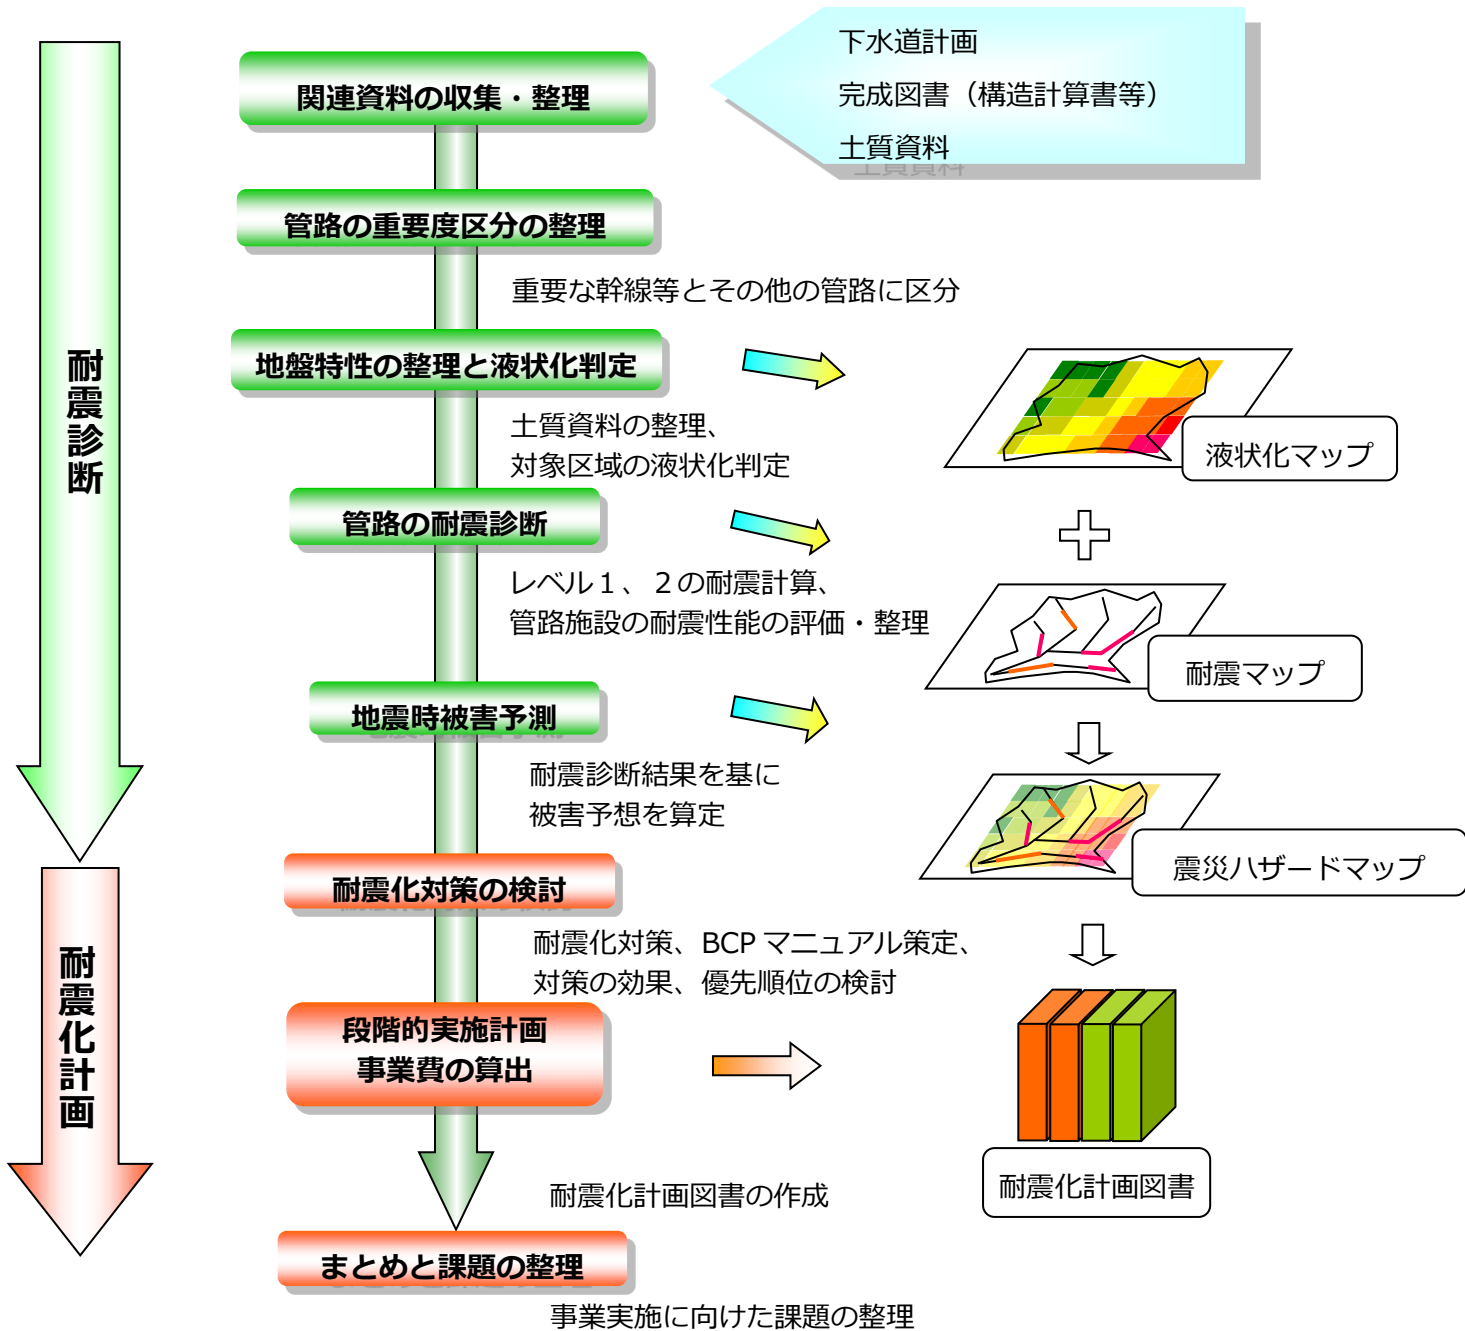 下水道計画
完成図書（構造計算書等）
土質資料
関連資料の収集・整理
管路の重要度区分の整理
重要な幹線等とその他の管路に区分
地盤特性の整理と液状化判定
土質資料の整理、
対象区域の液状化判定
液状化マップ
耐震診断
管路の耐震診断
レベル１、２の耐震計算、
管路施設の耐震性能の評価・整理
耐震マップ
地震時被害予測
耐震診断結果を基に
被害予想を算定
震災ハザードマップ
耐震化対策の検討
耐震化対策、BCP マニュアル策定、
対策の効果、優先順位の検討
耐震化計画
段階的実施計画
事業費の算出
耐震化計画図書の作成
耐震化計画図書
まとめと課題の整理
事業実施に向けた課題の整理